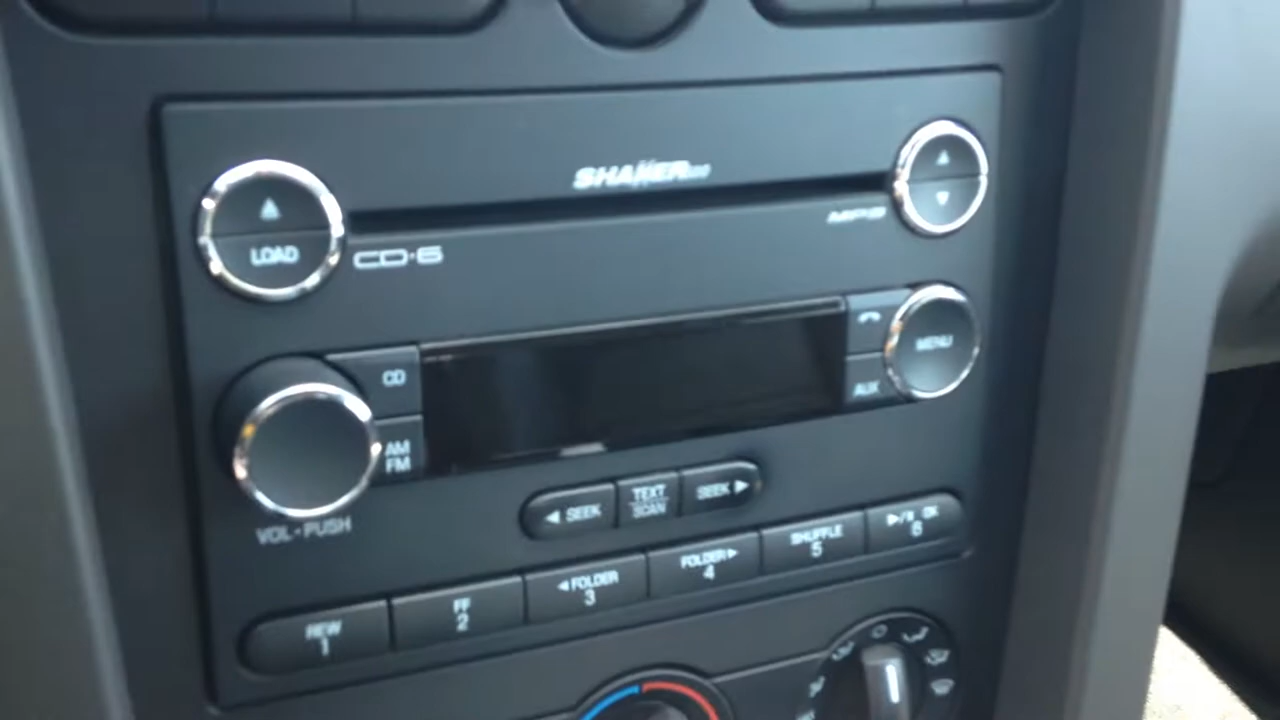 SHAKER
LOAD
CD·6
MP3
CD
MENU
AUX
AM
FM
SEEK
TEXT
SCAN
SEEK
VOL·PUSH
REW
1
FF
2
FOLDER
3
FOLDER
4
SHUFFLE
5
OK
6